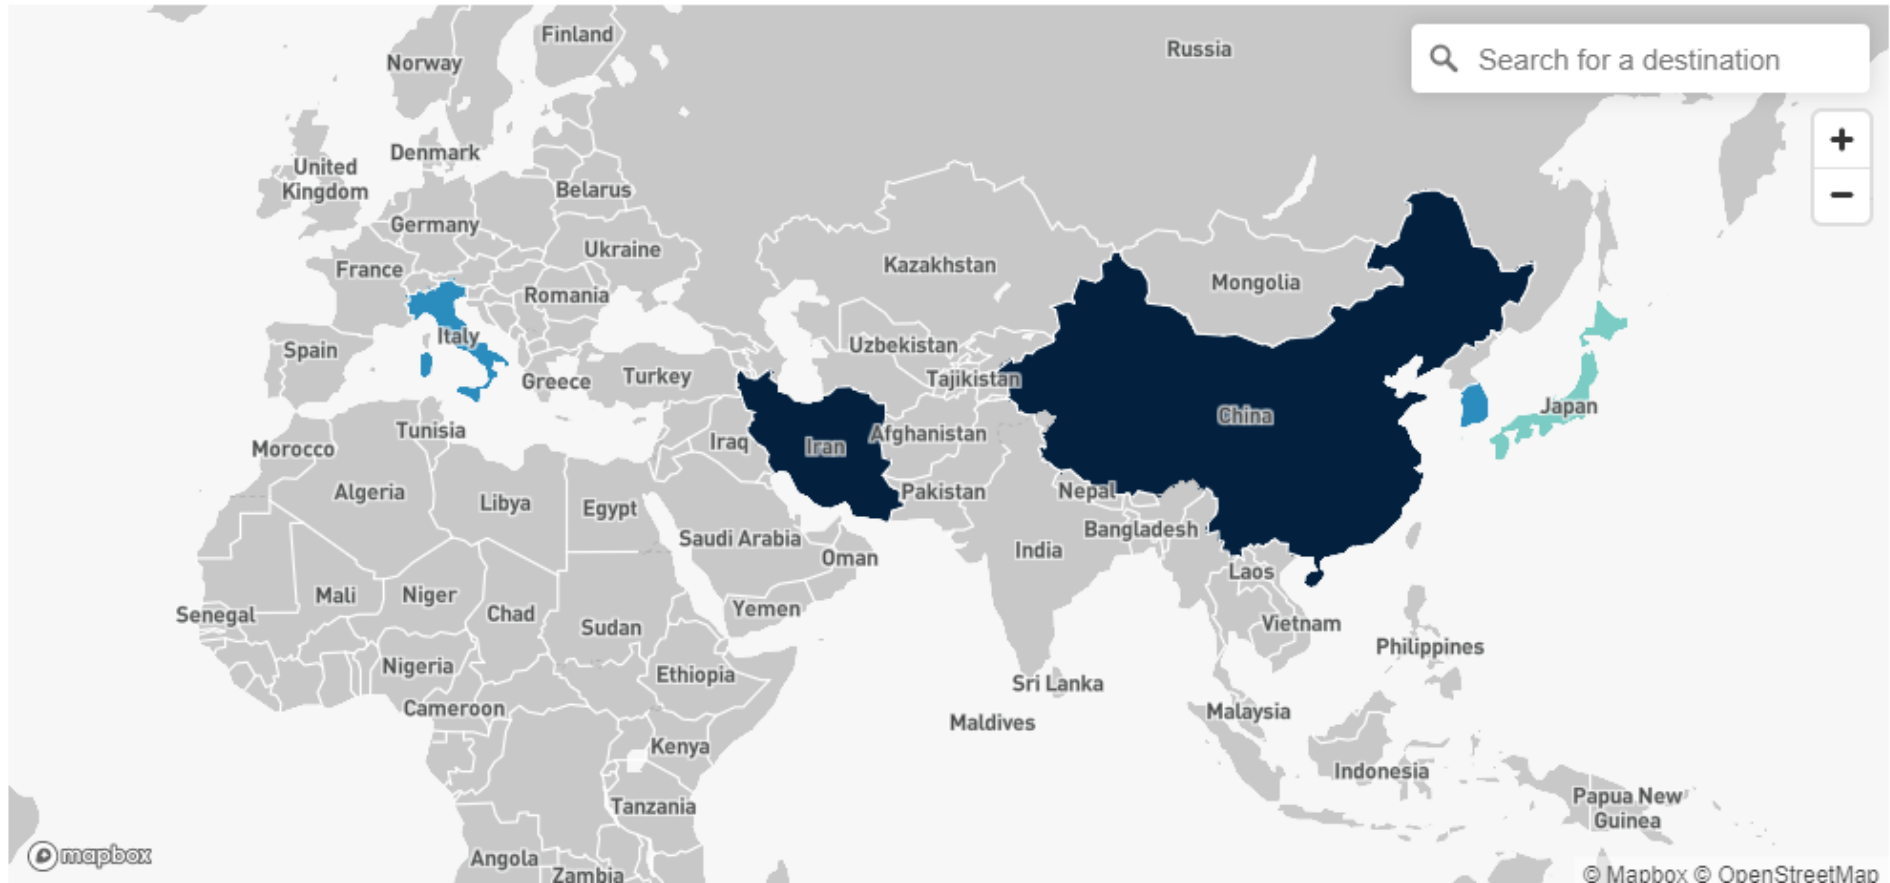 Finland
Russia
Search for a destination
Norway
+
Denmark
United
Kingdom
Belarus
−
Germany
Ukraine
France
Kazakhstan
Mongolia
Romania
Italy
Spain
Uzbekistan
Greece
Turkey
Tajikistan
Japan
China
Tunisia
Iraq
Iran
Afghanistan
Morocco
Algeria
Libya
Egypt
Pakistan
Nepal
Bangladesh
Saudi Arabia
Oman
India
Laos
Mali
Niger
Chad
Yemen
Senegal
Sudan
Vietnam
Philippines
Nigeria
Ethiopia
Sri Lanka
Cameroon
Malaysia
Maldives
Kenya
Indonesia
Tanzania
Papua New
Guinea
mapbox
Angola
Zambia
© Mapbox © OpenStreetMap